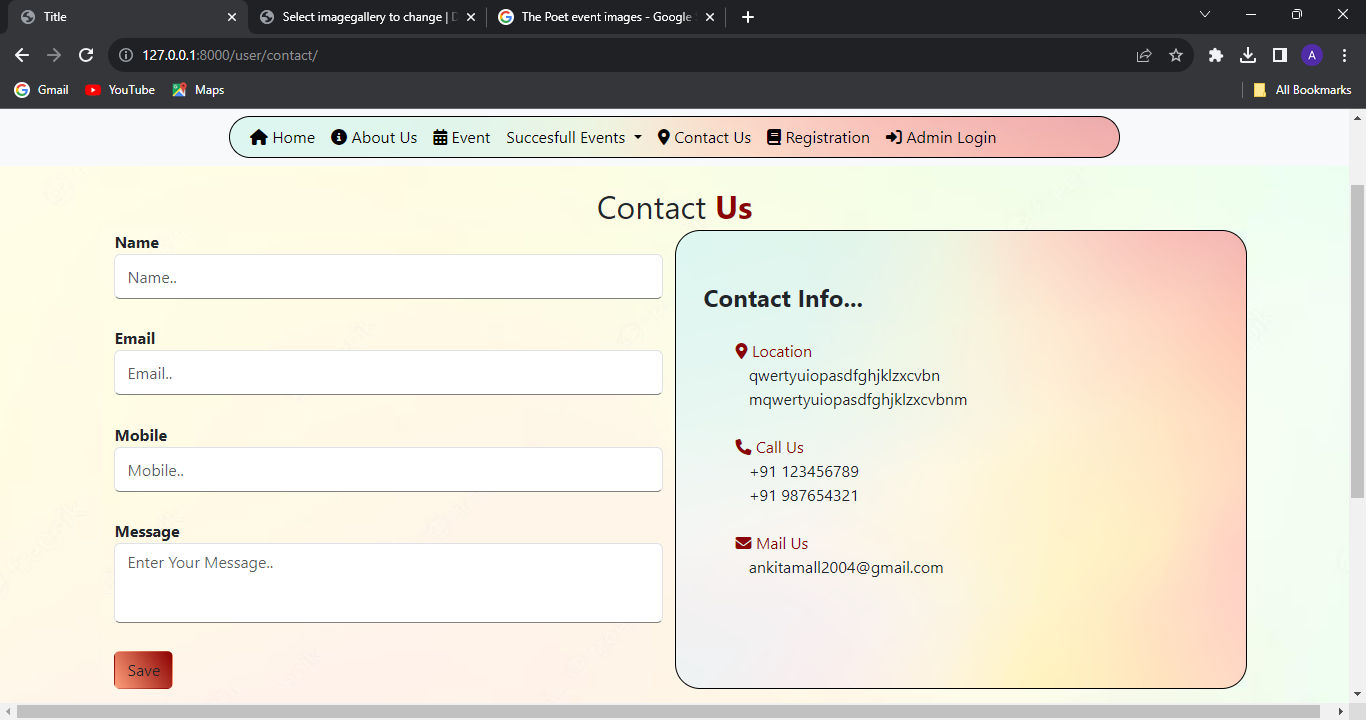 Title
Select imagegallery to change | D
The Poet event images - Google S
127.0.0.1:8000/user/contact/
A
Gmail
YouTube
Maps
All Bookmarks
Home
About Us
Event
Succesfull Events
Contact Us
Registration
Admin Login
Contact Us
Name
Name..
Email
Email..
Mobile
Mobile..
Message
Enter Your Message..
Save
Contact Info...
Location
qwertyuiopasdfghjklzxcvbn
mqwertyuiopasdfghjklzxcvbnm
Call Us
+91 123456789
+91 987654321
Mail Us
ankitamall2004@gmail.com